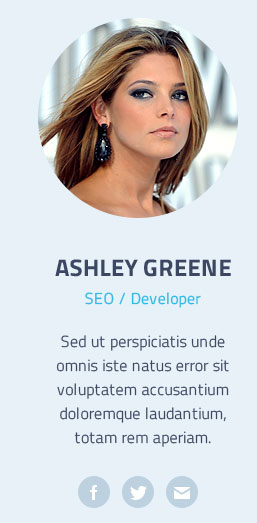 ASHLEY GREENE
SEO / Developer
Sed ut perspiciatis unde
omnis iste natus error sit
voluptatem accusantium
doloremque laudantium,
totam rem aperiam.